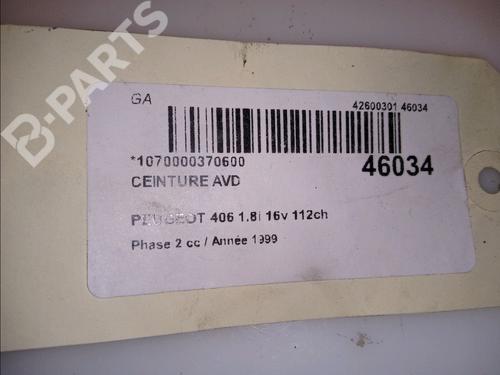 B-PARTS
GA
42600301 46034
*1070000370600
46034
CEINTURE AVD
PEUGEOT 406 1.8i 16v 112ch
Phase 2 cc / Année 1999